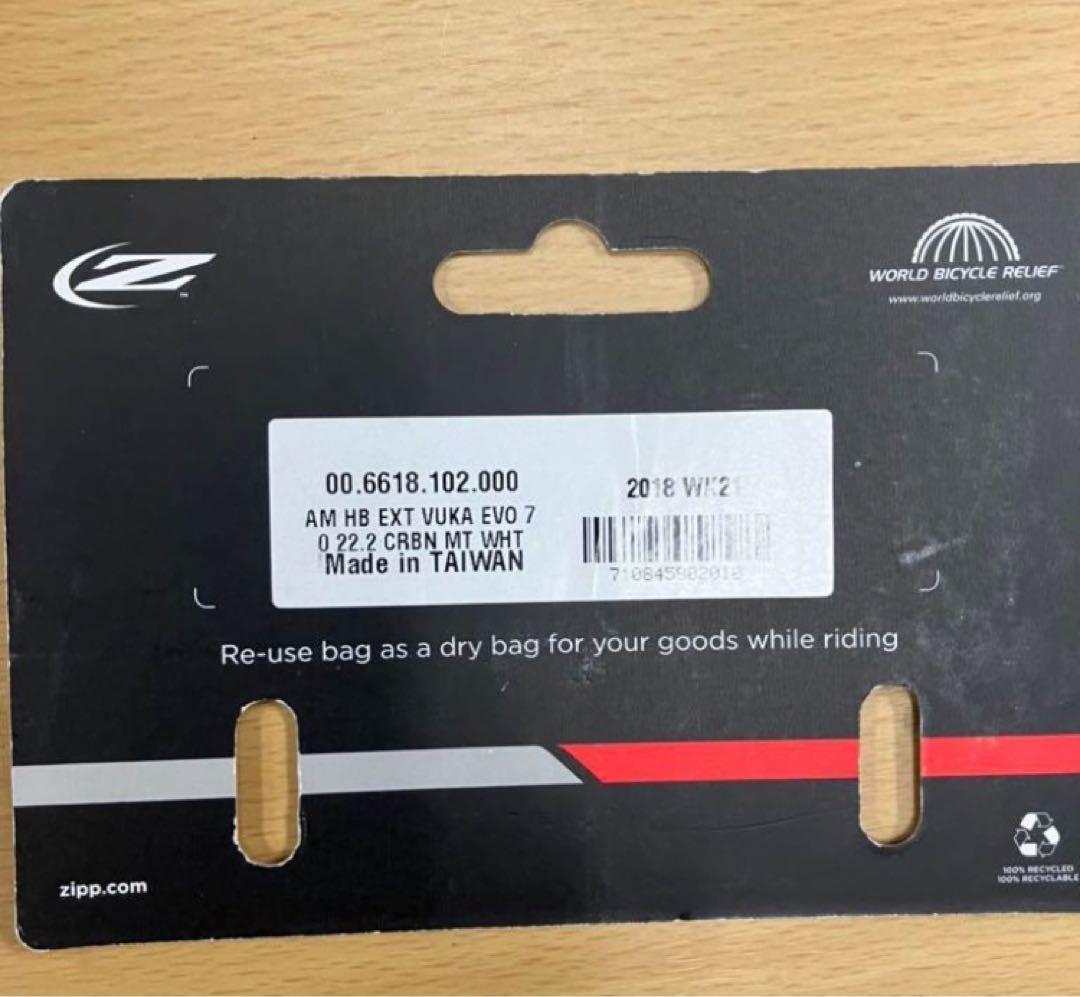 Z
WORLD BICYCLE RELIEF
www.worldbicyclerelief.org
00.6618.102.000
2018 WK21
AM HB EXT VUKA EVO 7
0 22.2 CRBN MT WHT
Made in TAIWAN
Re-use bag as a dry bag for your goods while riding
zipp.com
100% RECYCLED
100% RECYCLABLE